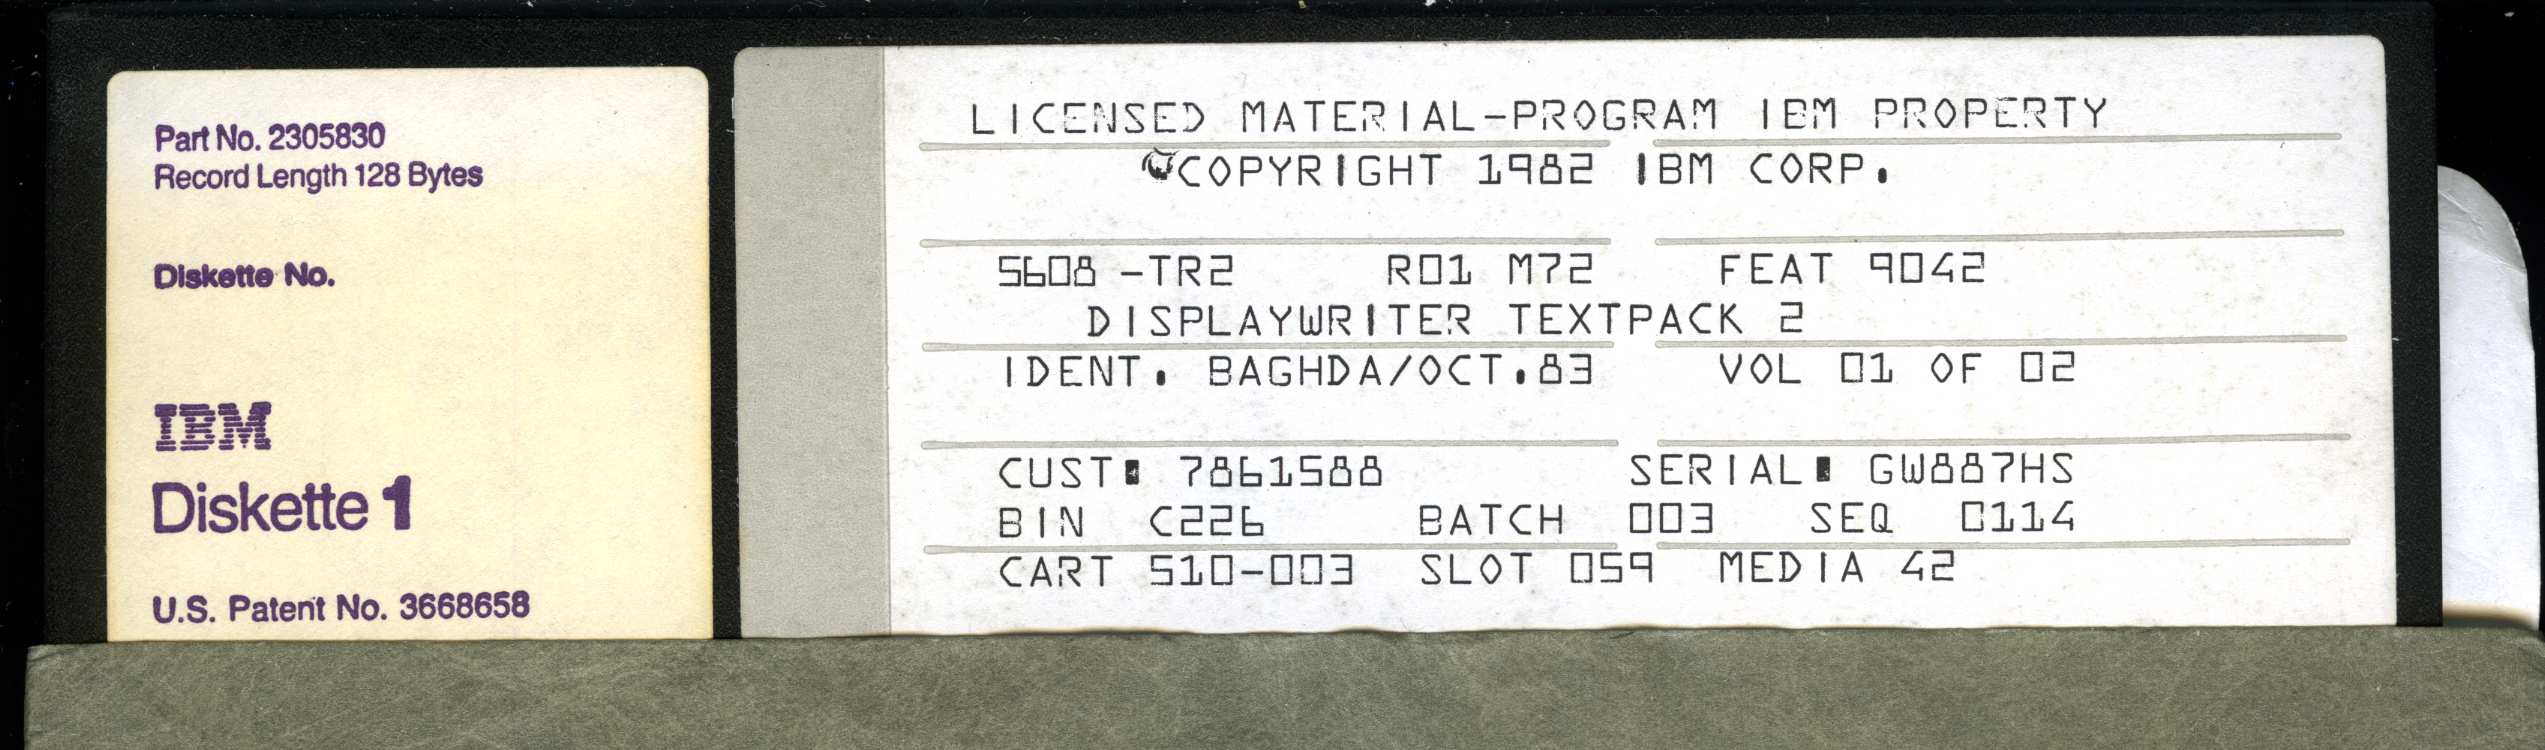 Part No. 2305830
Record Length 128 Bytes
Diskette No.
IBM
Diskette 1
U.S. Patent No. 3668658
LICENSED MATERIAL-PROGRAM IBM PROPERTY
©COPYRIGHT 1982 IBM CORP.
5608-TR2 R01 M72 FEAT 9042
DISPLAYWRITER TEXTPACK 2
IDENT. BAGHDA/OCT.83 VOL 01 OF 02
CUST# 7861588 SERIAL# GW887HS
BIN C226 BATCH 003 SEQ 0114
CART 510-003 SLOT 059 MEDIA 42